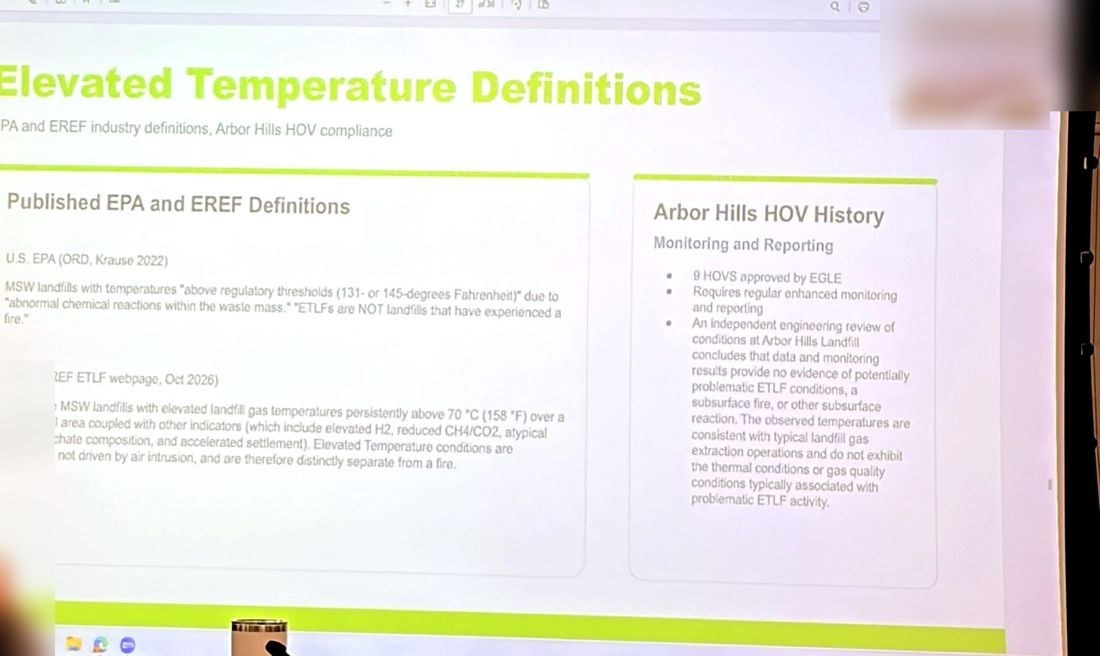 Elevated Temperature Definitions
PA and EREF industry definitions, Arbor Hills HOV compliance
Published EPA and EREF Definitions
U.S. EPA (ORD, Krause 2022)
MSW landfills with temperatures "above regulatory thresholds (131- or 145-degrees Fahrenheit)" due to
"abnormal chemical reactions within the waste mass." "ETLFs are NOT landfills that have experienced a
fire."
REF ETLF webpage, Oct 2026)
MSW landfills with elevated landfill gas temperatures persistently above 70 °C (158 °F) over a
area coupled with other indicators (which include elevated H2, reduced CH4/CO2, atypical
chate composition, and accelerated settlement). Elevated Temperature conditions are
not driven by air intrusion, and are therefore distinctly separate from a fire.
Arbor Hills HOV History
Monitoring and Reporting
• 9 HOVS approved by EGLE
• Requires regular enhanced monitoring
and reporting
• An independent engineering review of
conditions at Arbor Hills Landfill
concludes that data and monitoring
results provide no evidence of potentially
problematic ETLF conditions, a
subsurface fire, or other subsurface
reaction. The observed temperatures are
consistent with typical landfill gas
extraction operations and do not exhibit
the thermal conditions or gas quality
conditions typically associated with
problematic ETLF activity.